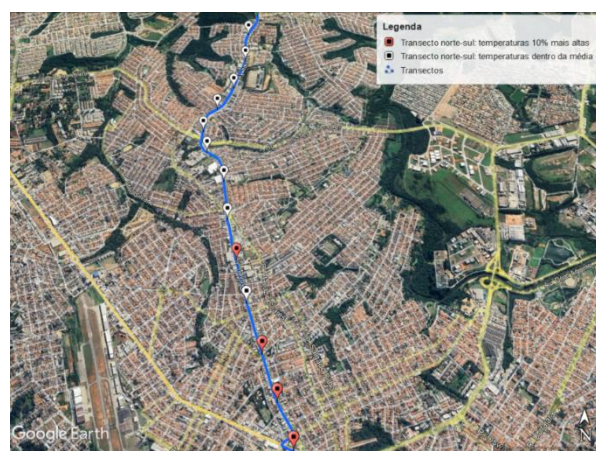 Legenda
Transecto norte-sul: temperaturas 10% mais altas
Transecto norte-sul: temperaturas dentro da média
Transectos
Google Earth
N